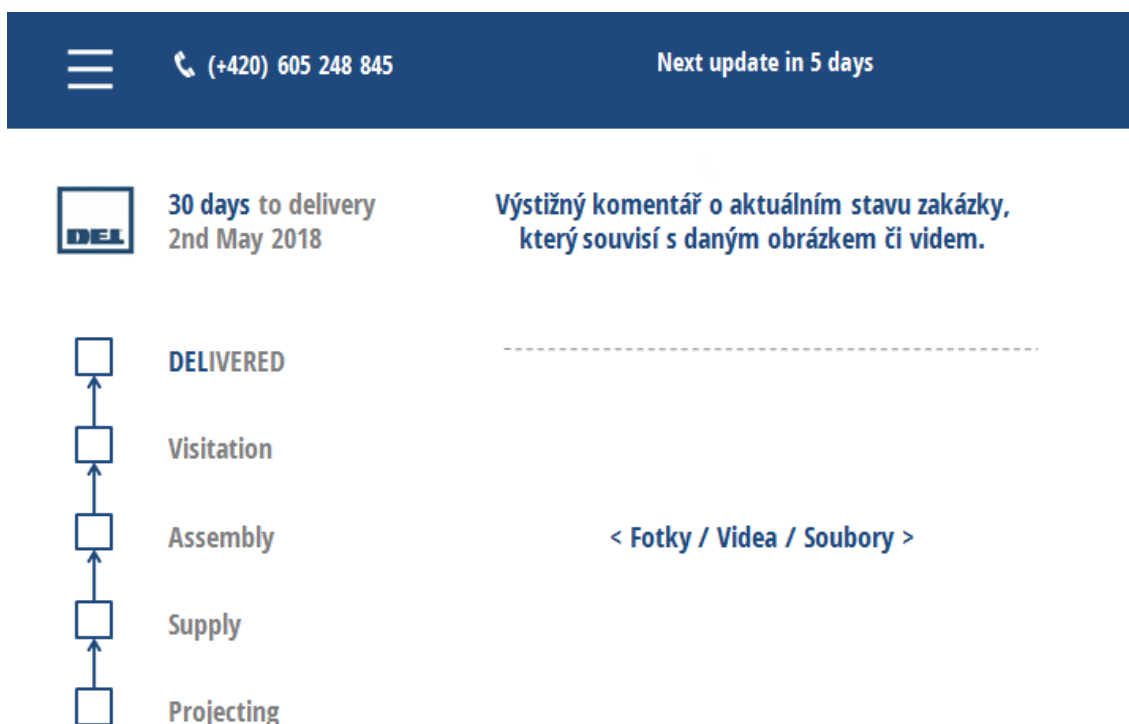 (+420) 605 248 845
Next update in 5 days
DEL
30 days to delivery
2nd May 2018
Výstižný komentář o aktuálním stavu zakázky,
který souvisí s daným obrázkem či videm.
DELIVERED
Visitation
Assembly
< Fotky / Videa / Soubory >
Supply
Projecting